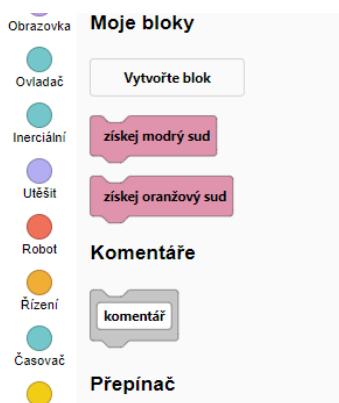 Obrazovka
Ovladač
Inerciální
Utěšit
Robot
Řízení
Časovač
Moje bloky
Vytvořte blok
získej modrý sud
získej oranžový sud
Komentáře
komentář
Přepínač